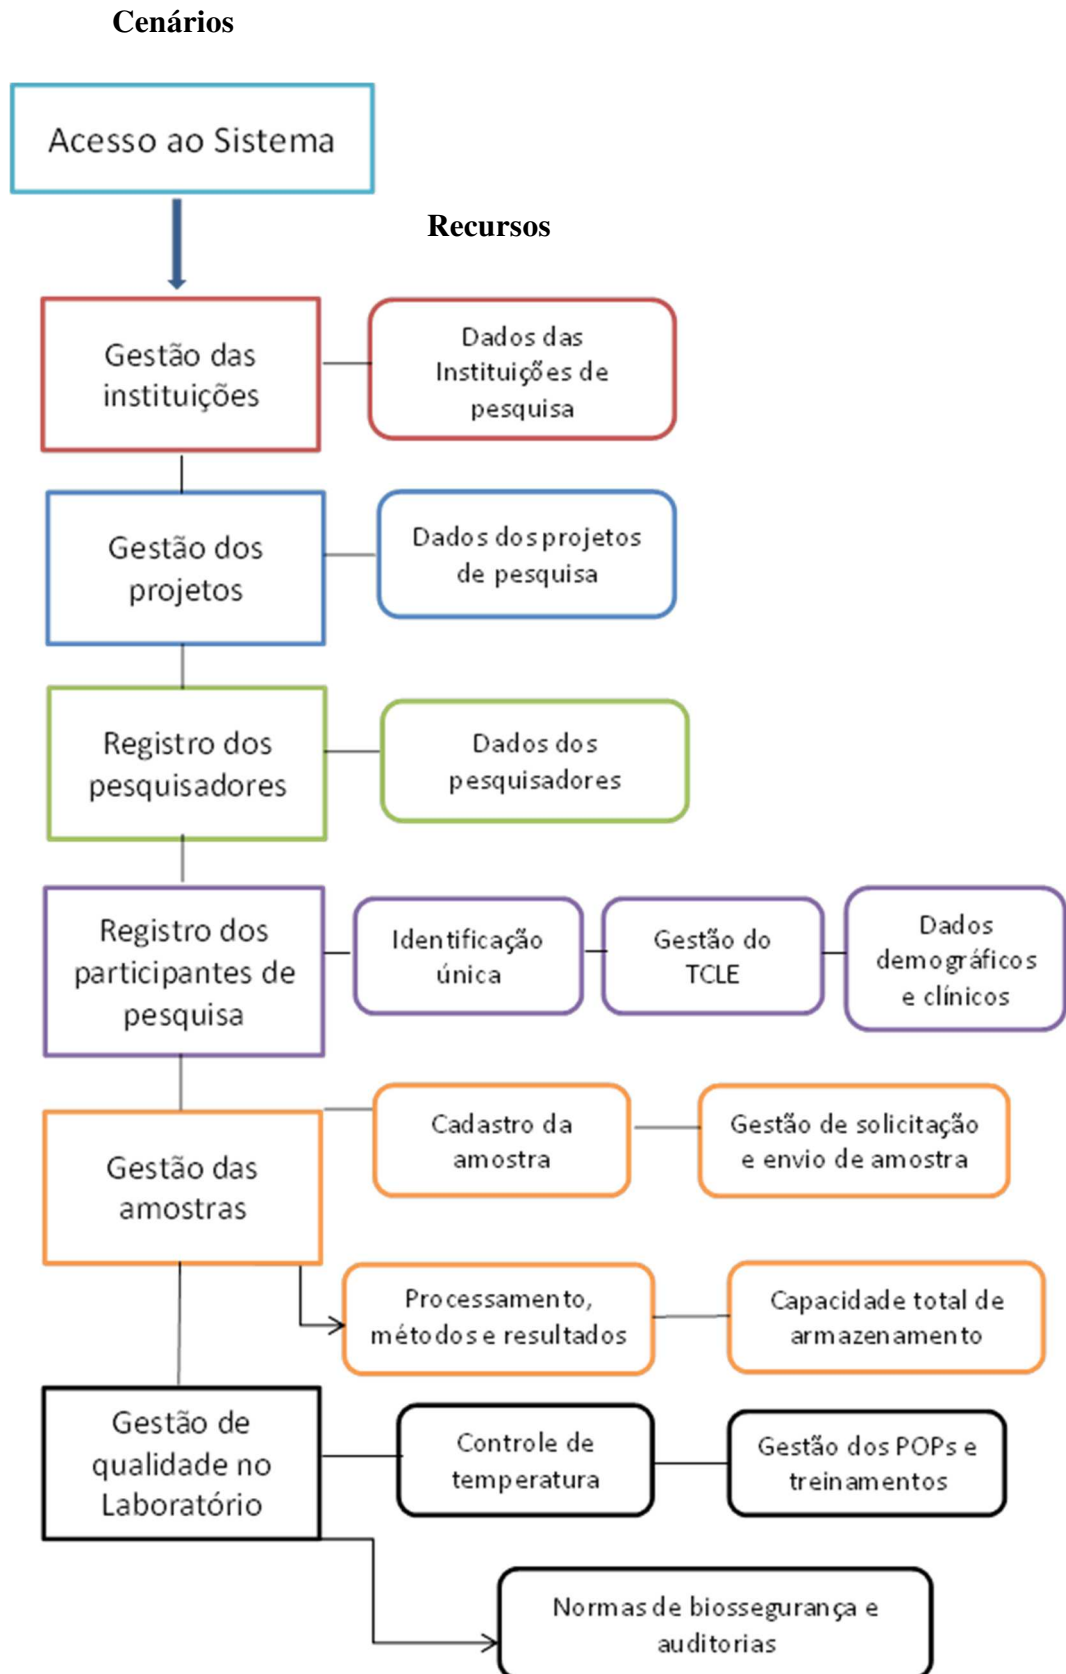 Cenários
Acesso ao Sistema
Recursos
Gestão das
instituições
Dados das
Instituições de
pesquisa
Gestão dos
projetos
Dados dos projetos
de pesquisa
Registro dos
pesquisadores
Dados dos
pesquisadores
Registro dos
participantes de
pesquisa
Identificação
única
Gestão do
TCLE
Dados
demográficos
e clínicos
Gestão das
amostras
Cadastro da
amostra
Gestão de solicitação
e envio de amostra
Processamento,
métodos e resultados
Capacidade total de
armazenamento
Gestão de
qualidade no
Laboratório
Controle de
temperatura
Gestão dos POPs e
treinamentos
Normas de biossegurança e
auditorias